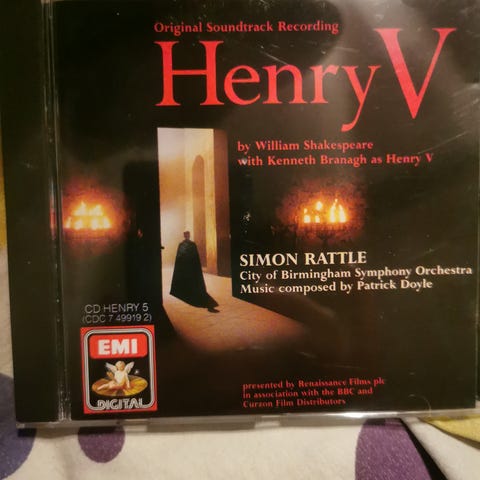 Original Soundtrack Recording
Henry V
by William Shakespeare
with Kenneth Branagh as Henry V
SIMON RATTLE
City of Birmingham Symphony Orchestra
Music composed by Patrick Doyle
CD HENRY 5
(CDC 7 49919 2)
EMI
DIGITAL
presented by Renaissance Films plc
in association with the BBC and
Curzon Film Distributors